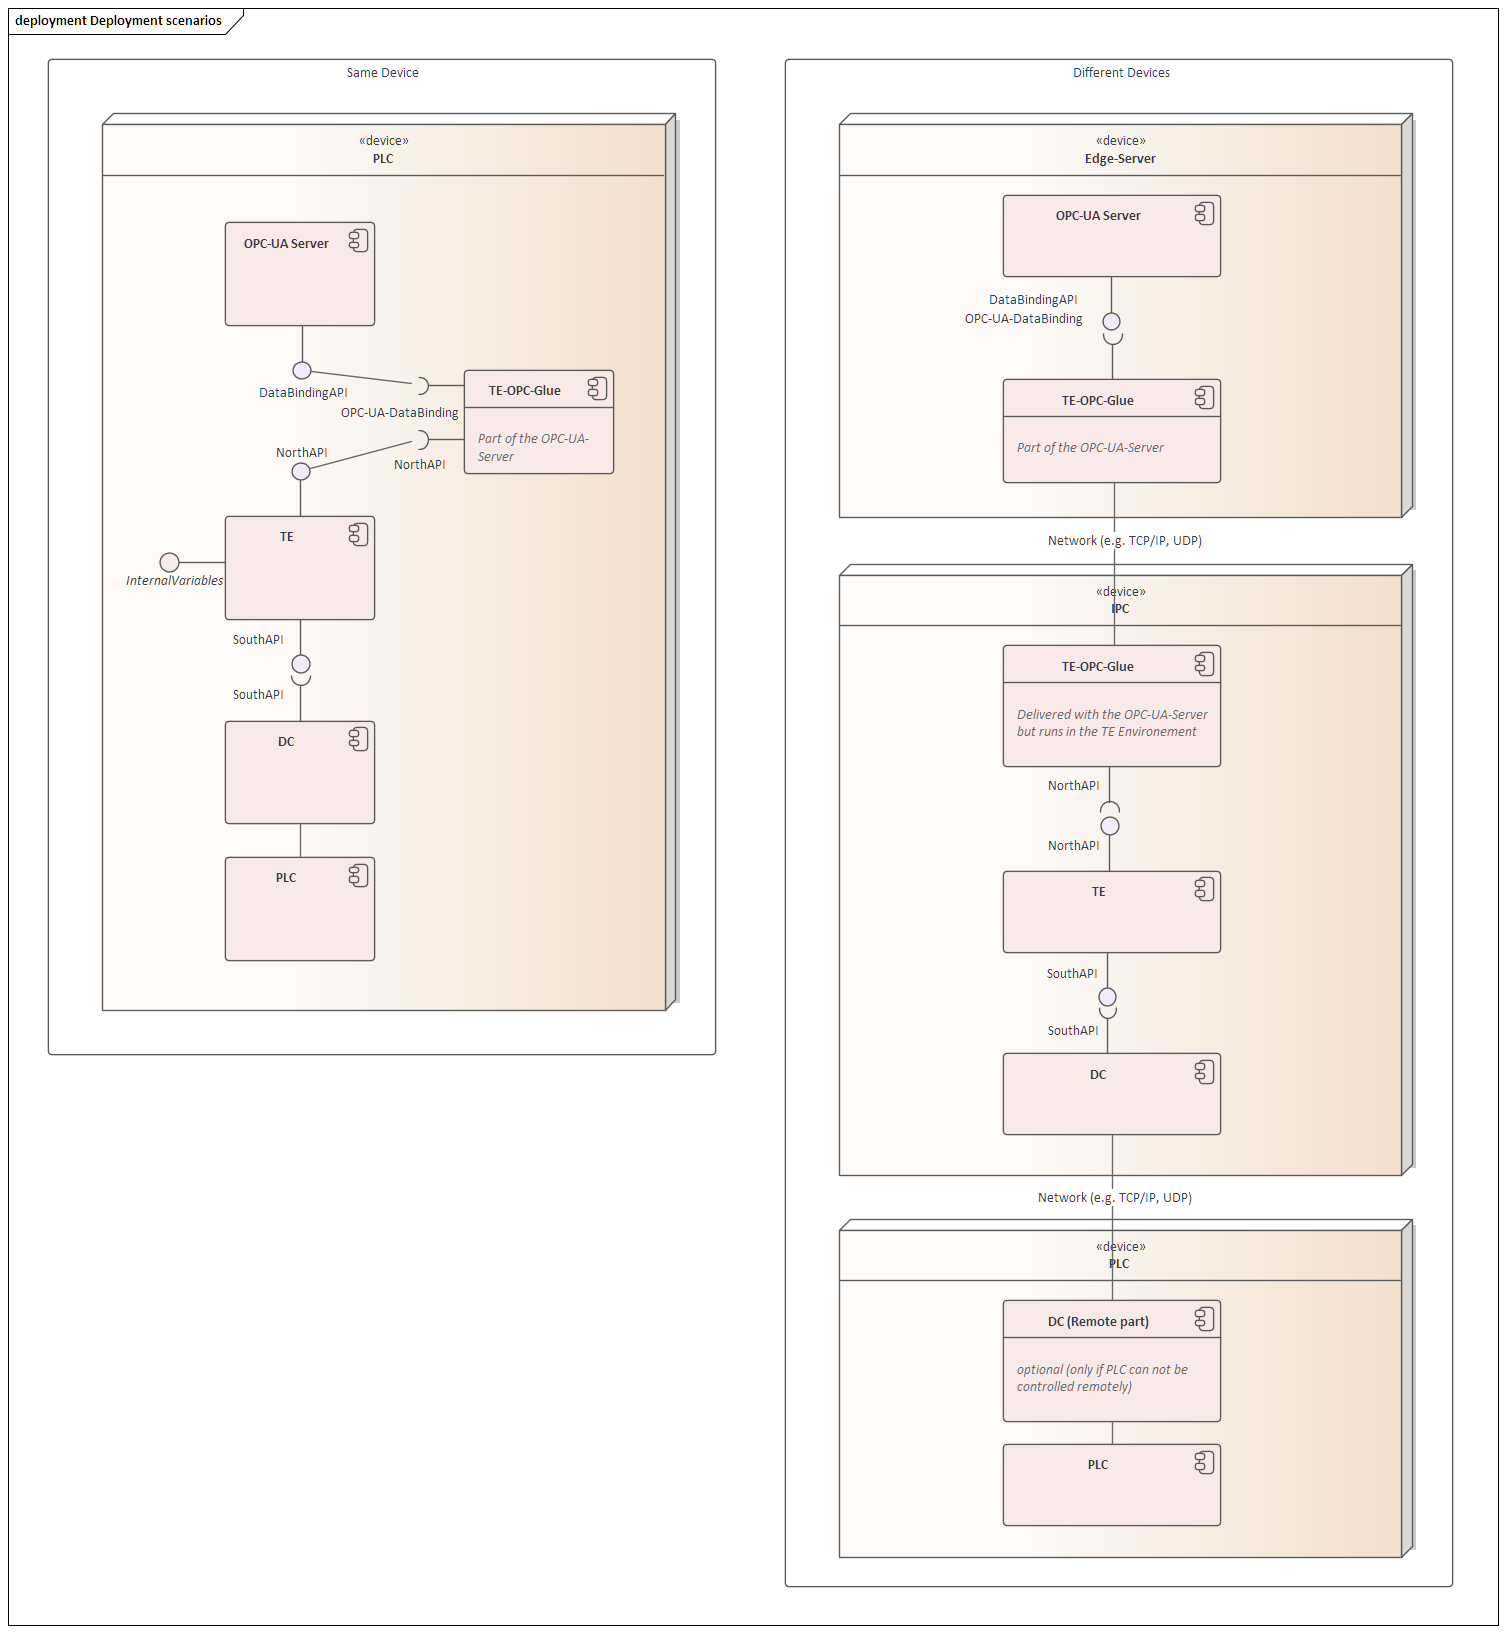 deployment Deployment scenarios
Same Device
«device»
PLC
OPC-UA Server
DataBindingAPI
OPC-UA-DataBinding
TE-OPC-Glue
Part of the OPC-UA-
Server
NorthAPI
NorthAPI
TE
InternalVariables
SouthAPI
SouthAPI
DC
PLC
Different Devices
«device»
Edge-Server
OPC-UA Server
DataBindingAPI
OPC-UA-DataBinding
TE-OPC-Glue
Part of the OPC-UA-Server
Network (e.g. TCP/IP, UDP)
«device»
IPC
TE-OPC-Glue
Delivered with the OPC-UA-Server
but runs in the TE Environement
NorthAPI
NorthAPI
TE
SouthAPI
SouthAPI
DC
Network (e.g. TCP/IP, UDP)
«device»
PLC
DC (Remote part)
optional (only if PLC can not be
controlled remotely)
PLC